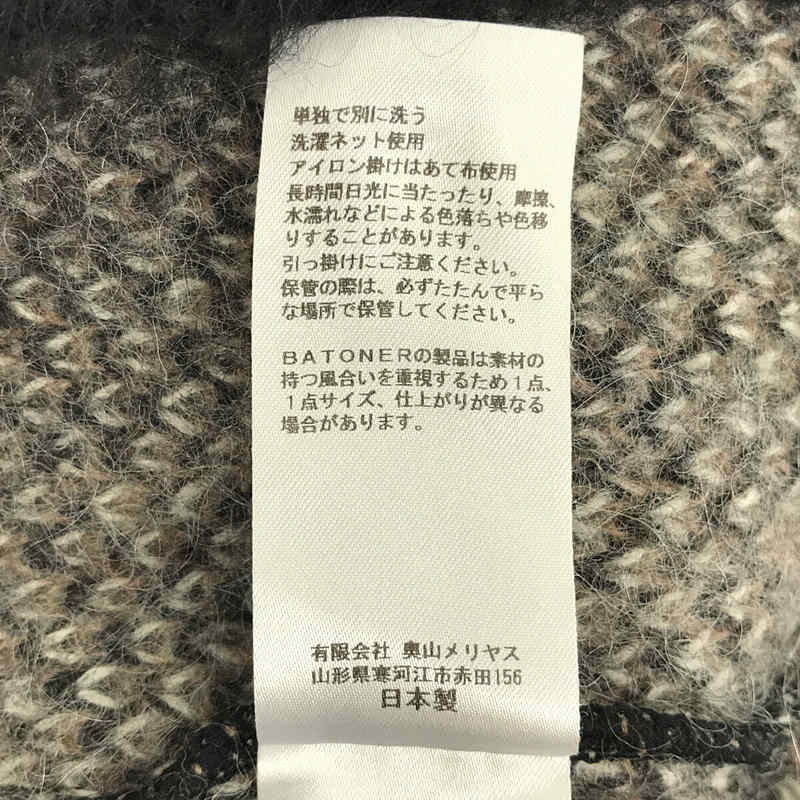 単独で別に洗う
洗濯ネット使用
アイロン掛けはあて布使用
長時間日光に当たったり、摩擦、
水濡れなどによる色落ちや色移
りすることがあります。
引っ掛けにご注意ください。
保管の際は、必ずたたんで平ら
な場所で保管してください。
BATONERの製品は素材の
持つ風合いを重視するため1点、
1点サイズ、仕上がりが異なる
場合があります。
有限会社 奥山メリヤス
山形県寒河江市赤田156
日本製